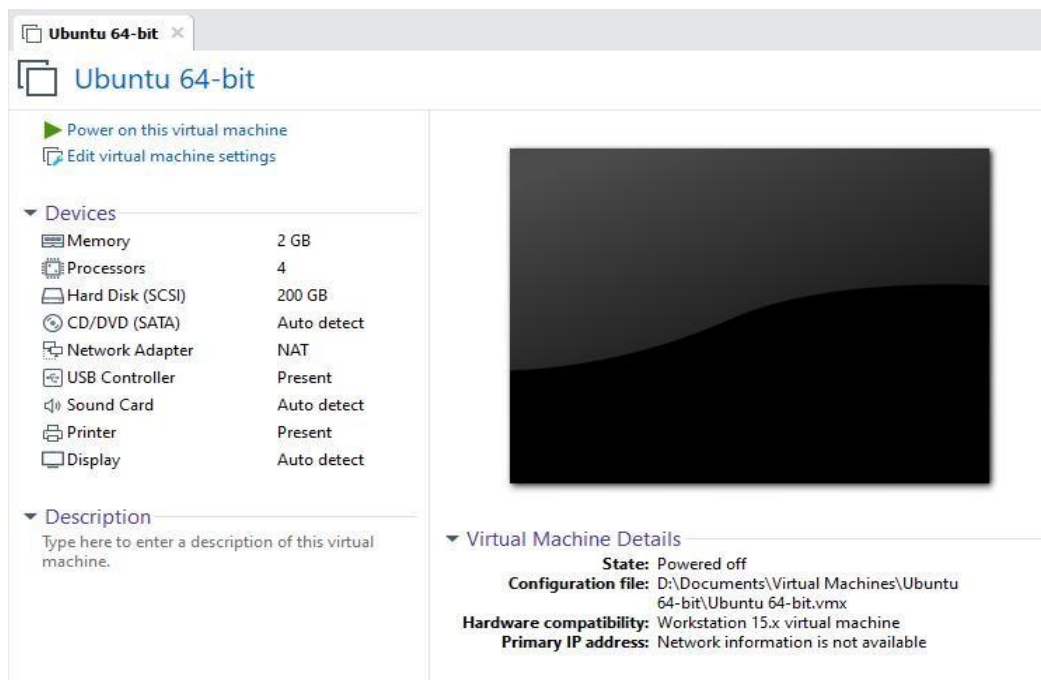 Ubuntu 64-bit
Ubuntu 64-bit
Power on this virtual machine
Edit virtual machine settings
Devices
Memory 2 GB
Processors 4
Hard Disk (SCSI) 200 GB
CD/DVD (SATA) Auto detect
Network Adapter NAT
USB Controller Present
Sound Card Auto detect
Printer Present
Display Auto detect
Description
Type here to enter a description of this virtual
machine.
Virtual Machine Details
State: Powered off
Configuration file: D:\Documents\Virtual Machines\Ubuntu
64-bit\Ubuntu 64-bit.vmx
Hardware compatibility: Workstation 15.x virtual machine
Primary IP address: Network information is not available